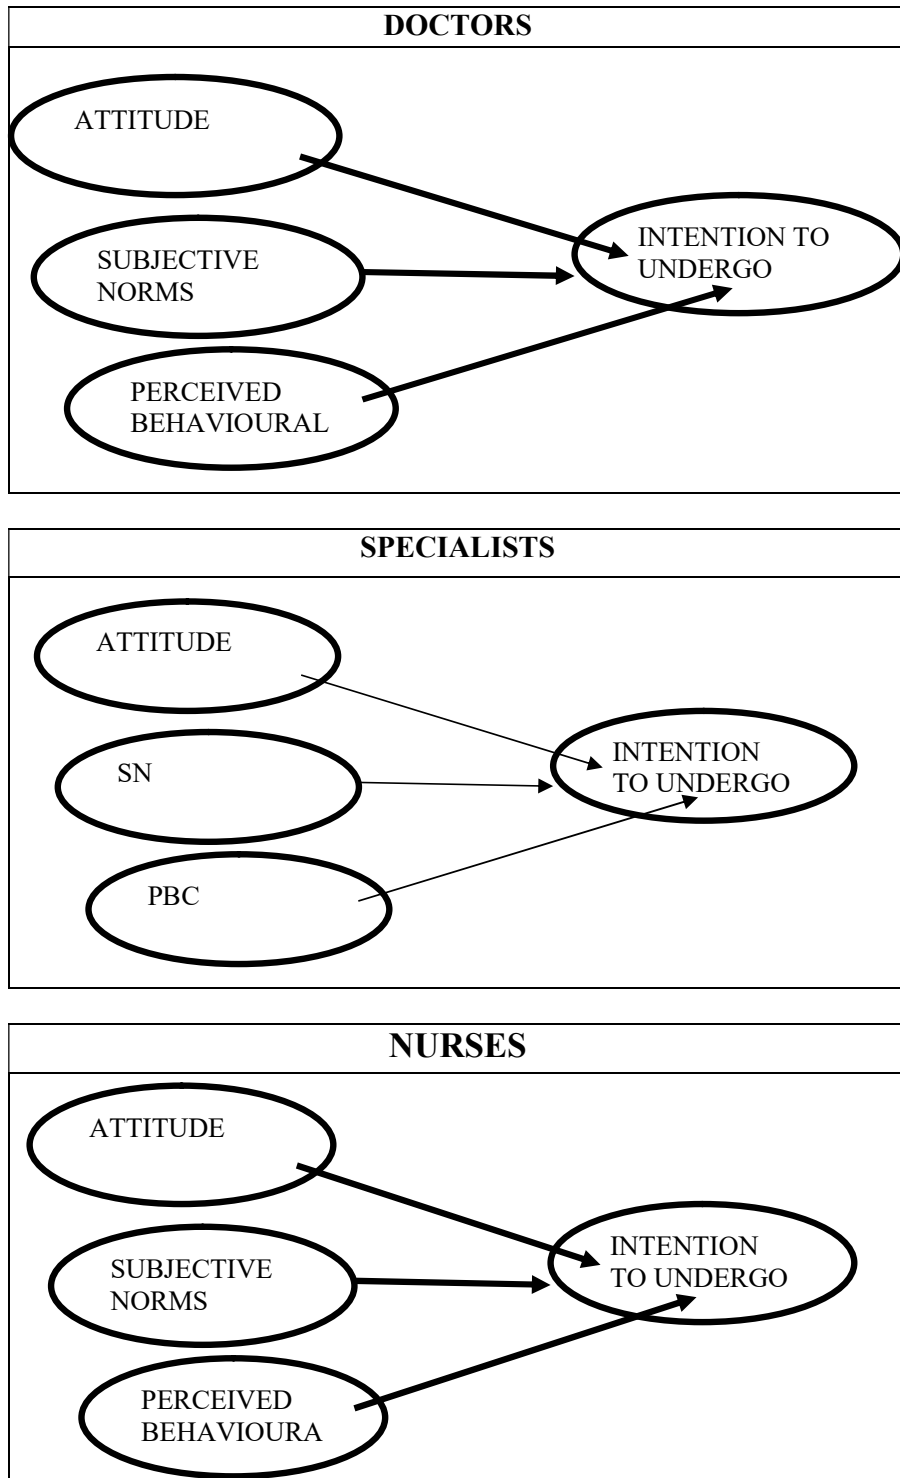 DOCTORS
ATTITUDE
SUBJECTIVE
NORMS
PERCEIVED
BEHAVIOURAL
INTENTION TO
UNDERGO
SPECIALISTS
ATTITUDE
SN
PBC
INTENTION
TO UNDERGO
NURSES
ATTITUDE
SUBJECTIVE
NORMS
PERCEIVED
BEHAVIOURA
INTENTION
TO UNDERGO